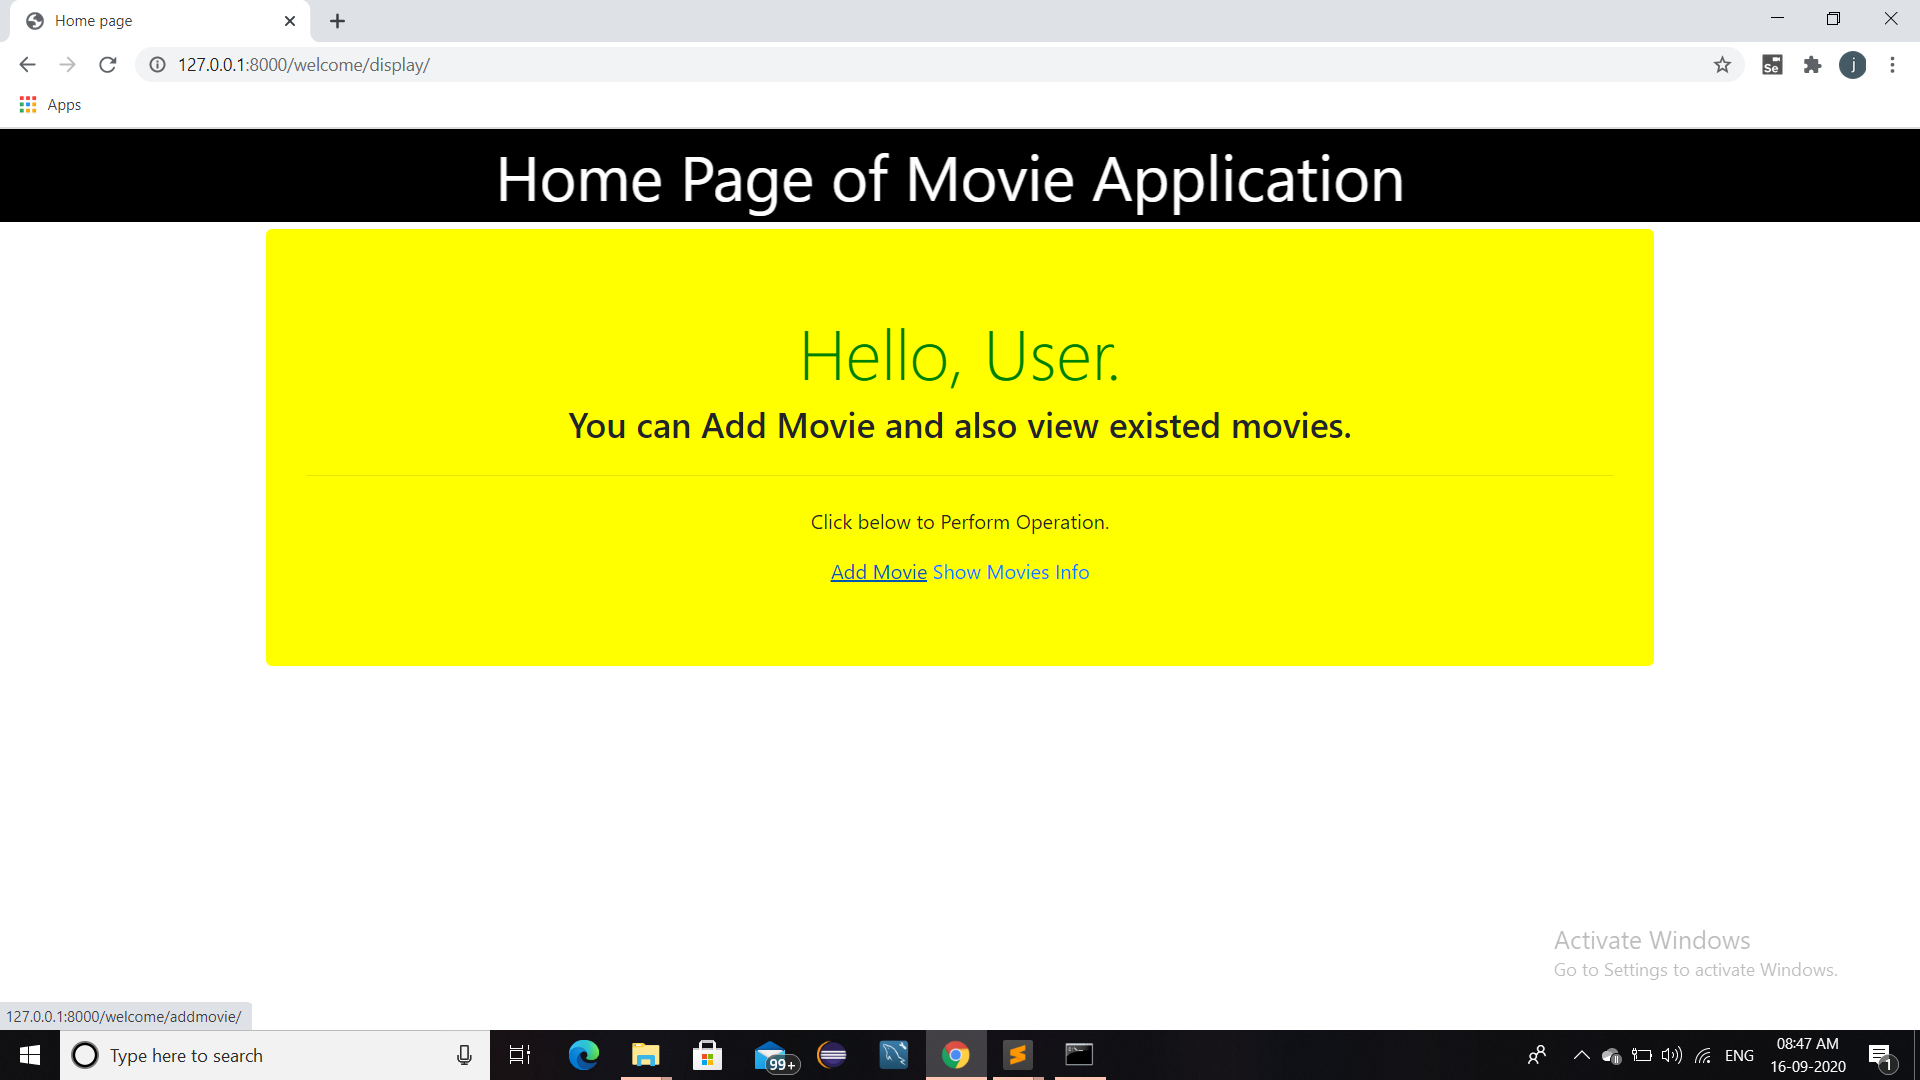 Home page
127.0.0.1:8000/welcome/display/
Se
j
Apps
Home Page of Movie Application
Hello, User.
You can Add Movie and also view existed movies.
Click below to Perform Operation.
Add Movie Show Movies Info
Activate Windows
Go to Settings to activate Windows.
127.0.0.1:8000/welcome/addmovie/
Type here to search
99+
ENG
08:47 AM
16-09-2020
1